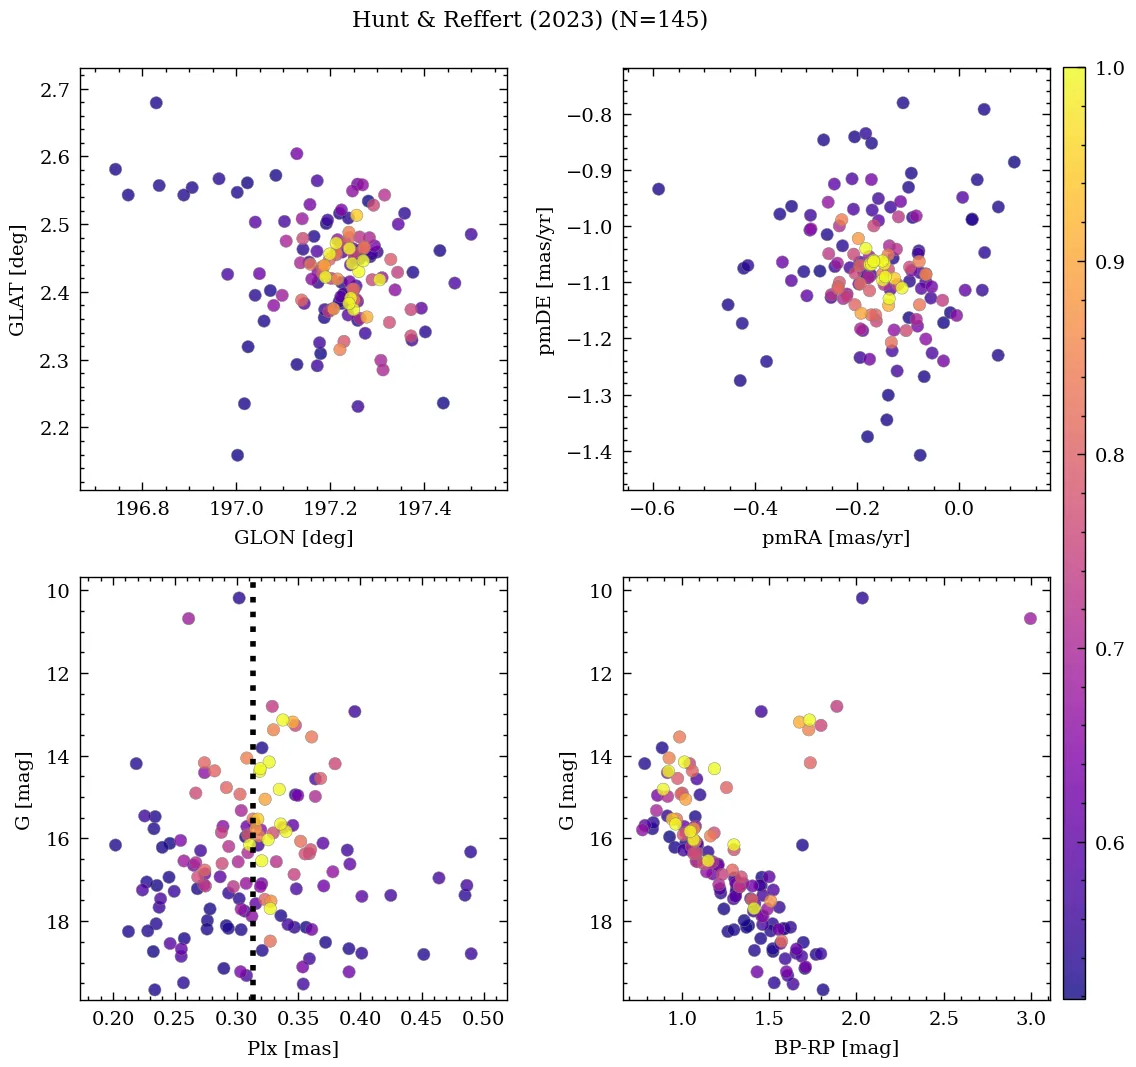 Hunt & Reffert (2023) (N=145)
2.7
2.6
2.5
2.4
2.3
2.2
GLAT [deg]
196.8 197.0 197.2 197.4
GLON [deg]
−0.8
−0.9
−1.0
−1.1
−1.2
−1.3
−1.4
pmDE [mas/yr]
−0.6 −0.4 −0.2 0.0
pmRA [mas/yr]
1.0
0.9
0.8
0.7
0.6
10
12
14
16
18
G [mag]
0.20 0.25 0.30 0.35 0.40 0.45 0.50
Plx [mas]
10
12
14
16
18
G [mag]
1.0 1.5 2.0 2.5 3.0
BP-RP [mag]